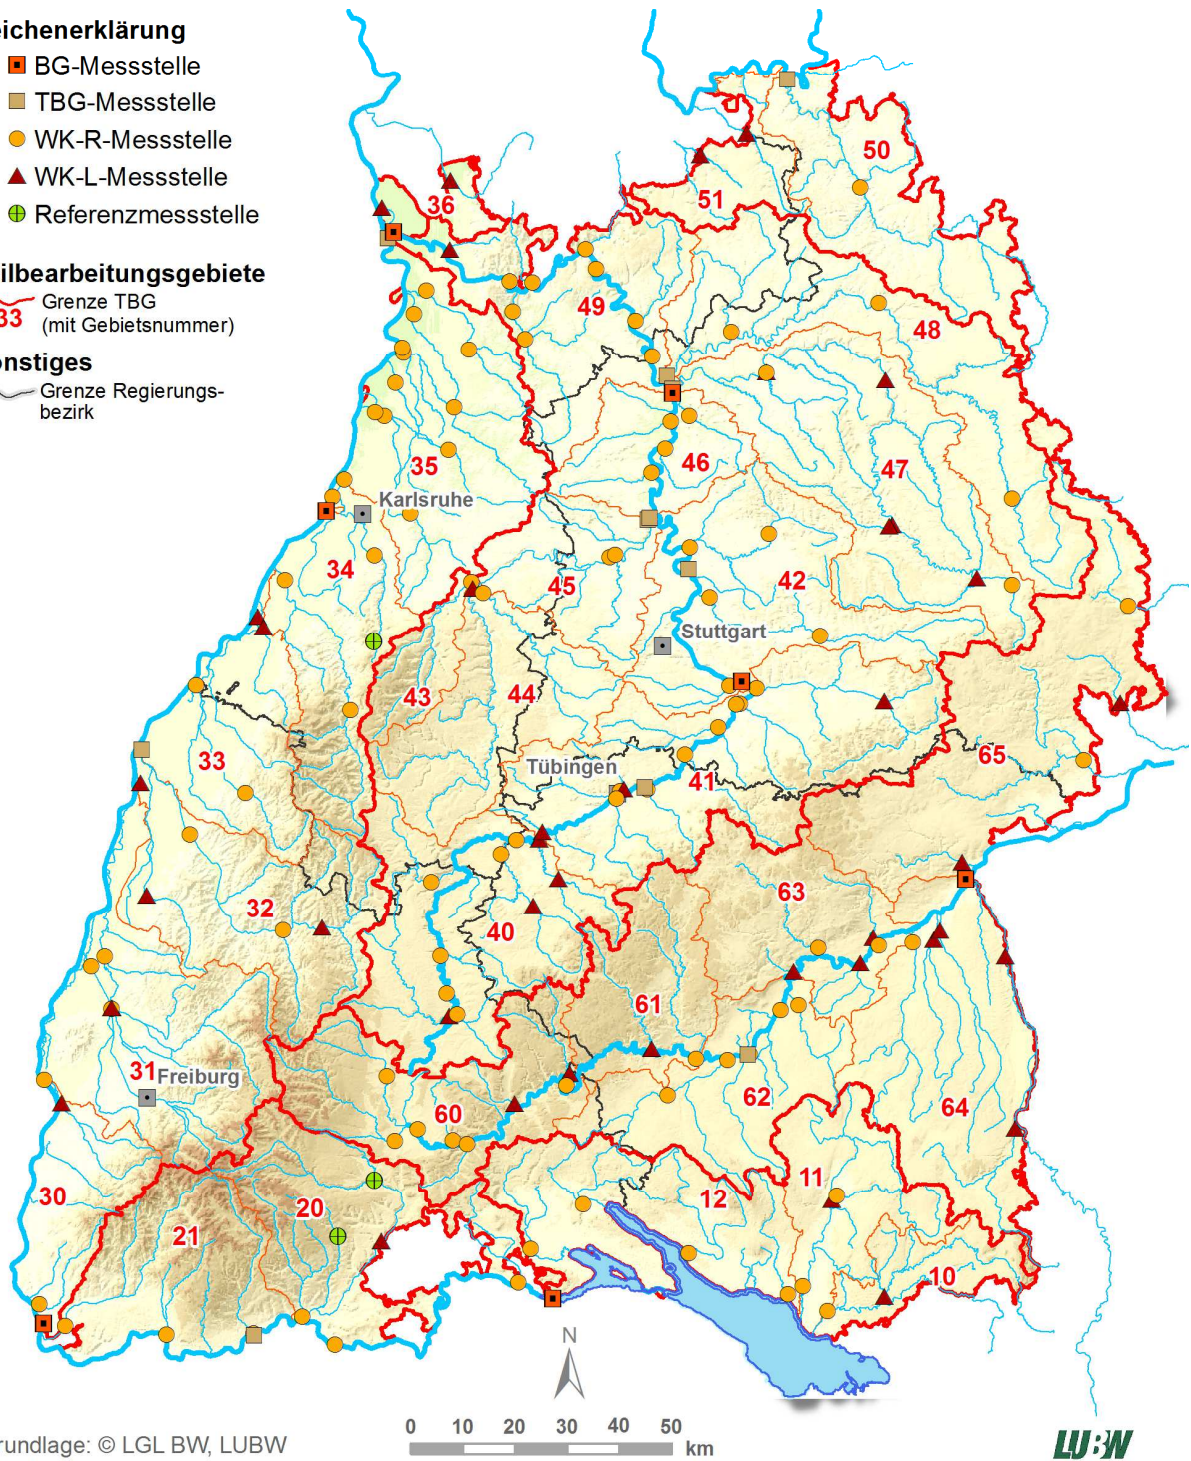 eichenerklärung
BG-Messstelle
TBG-Messstelle
WK-R-Messstelle
WK-L-Messstelle
Referenzmessstelle
ilbearbeitungsgebiete
33 Grenze TBG
(mit Gebietsnummer)
onstiges
Grenze Regierungs-
bezirk
50
51
36
49
48
46
47
35
Karlsruhe
34
45
42
Stuttgart
43
44
33
Tübingen
41
65
63
32
40
61
31
Freiburg
60
62
64
30
11
12
20
21
10
N
0 10 20 30 40 50
km
rundlage: © LGL BW, LUBW
LUBW